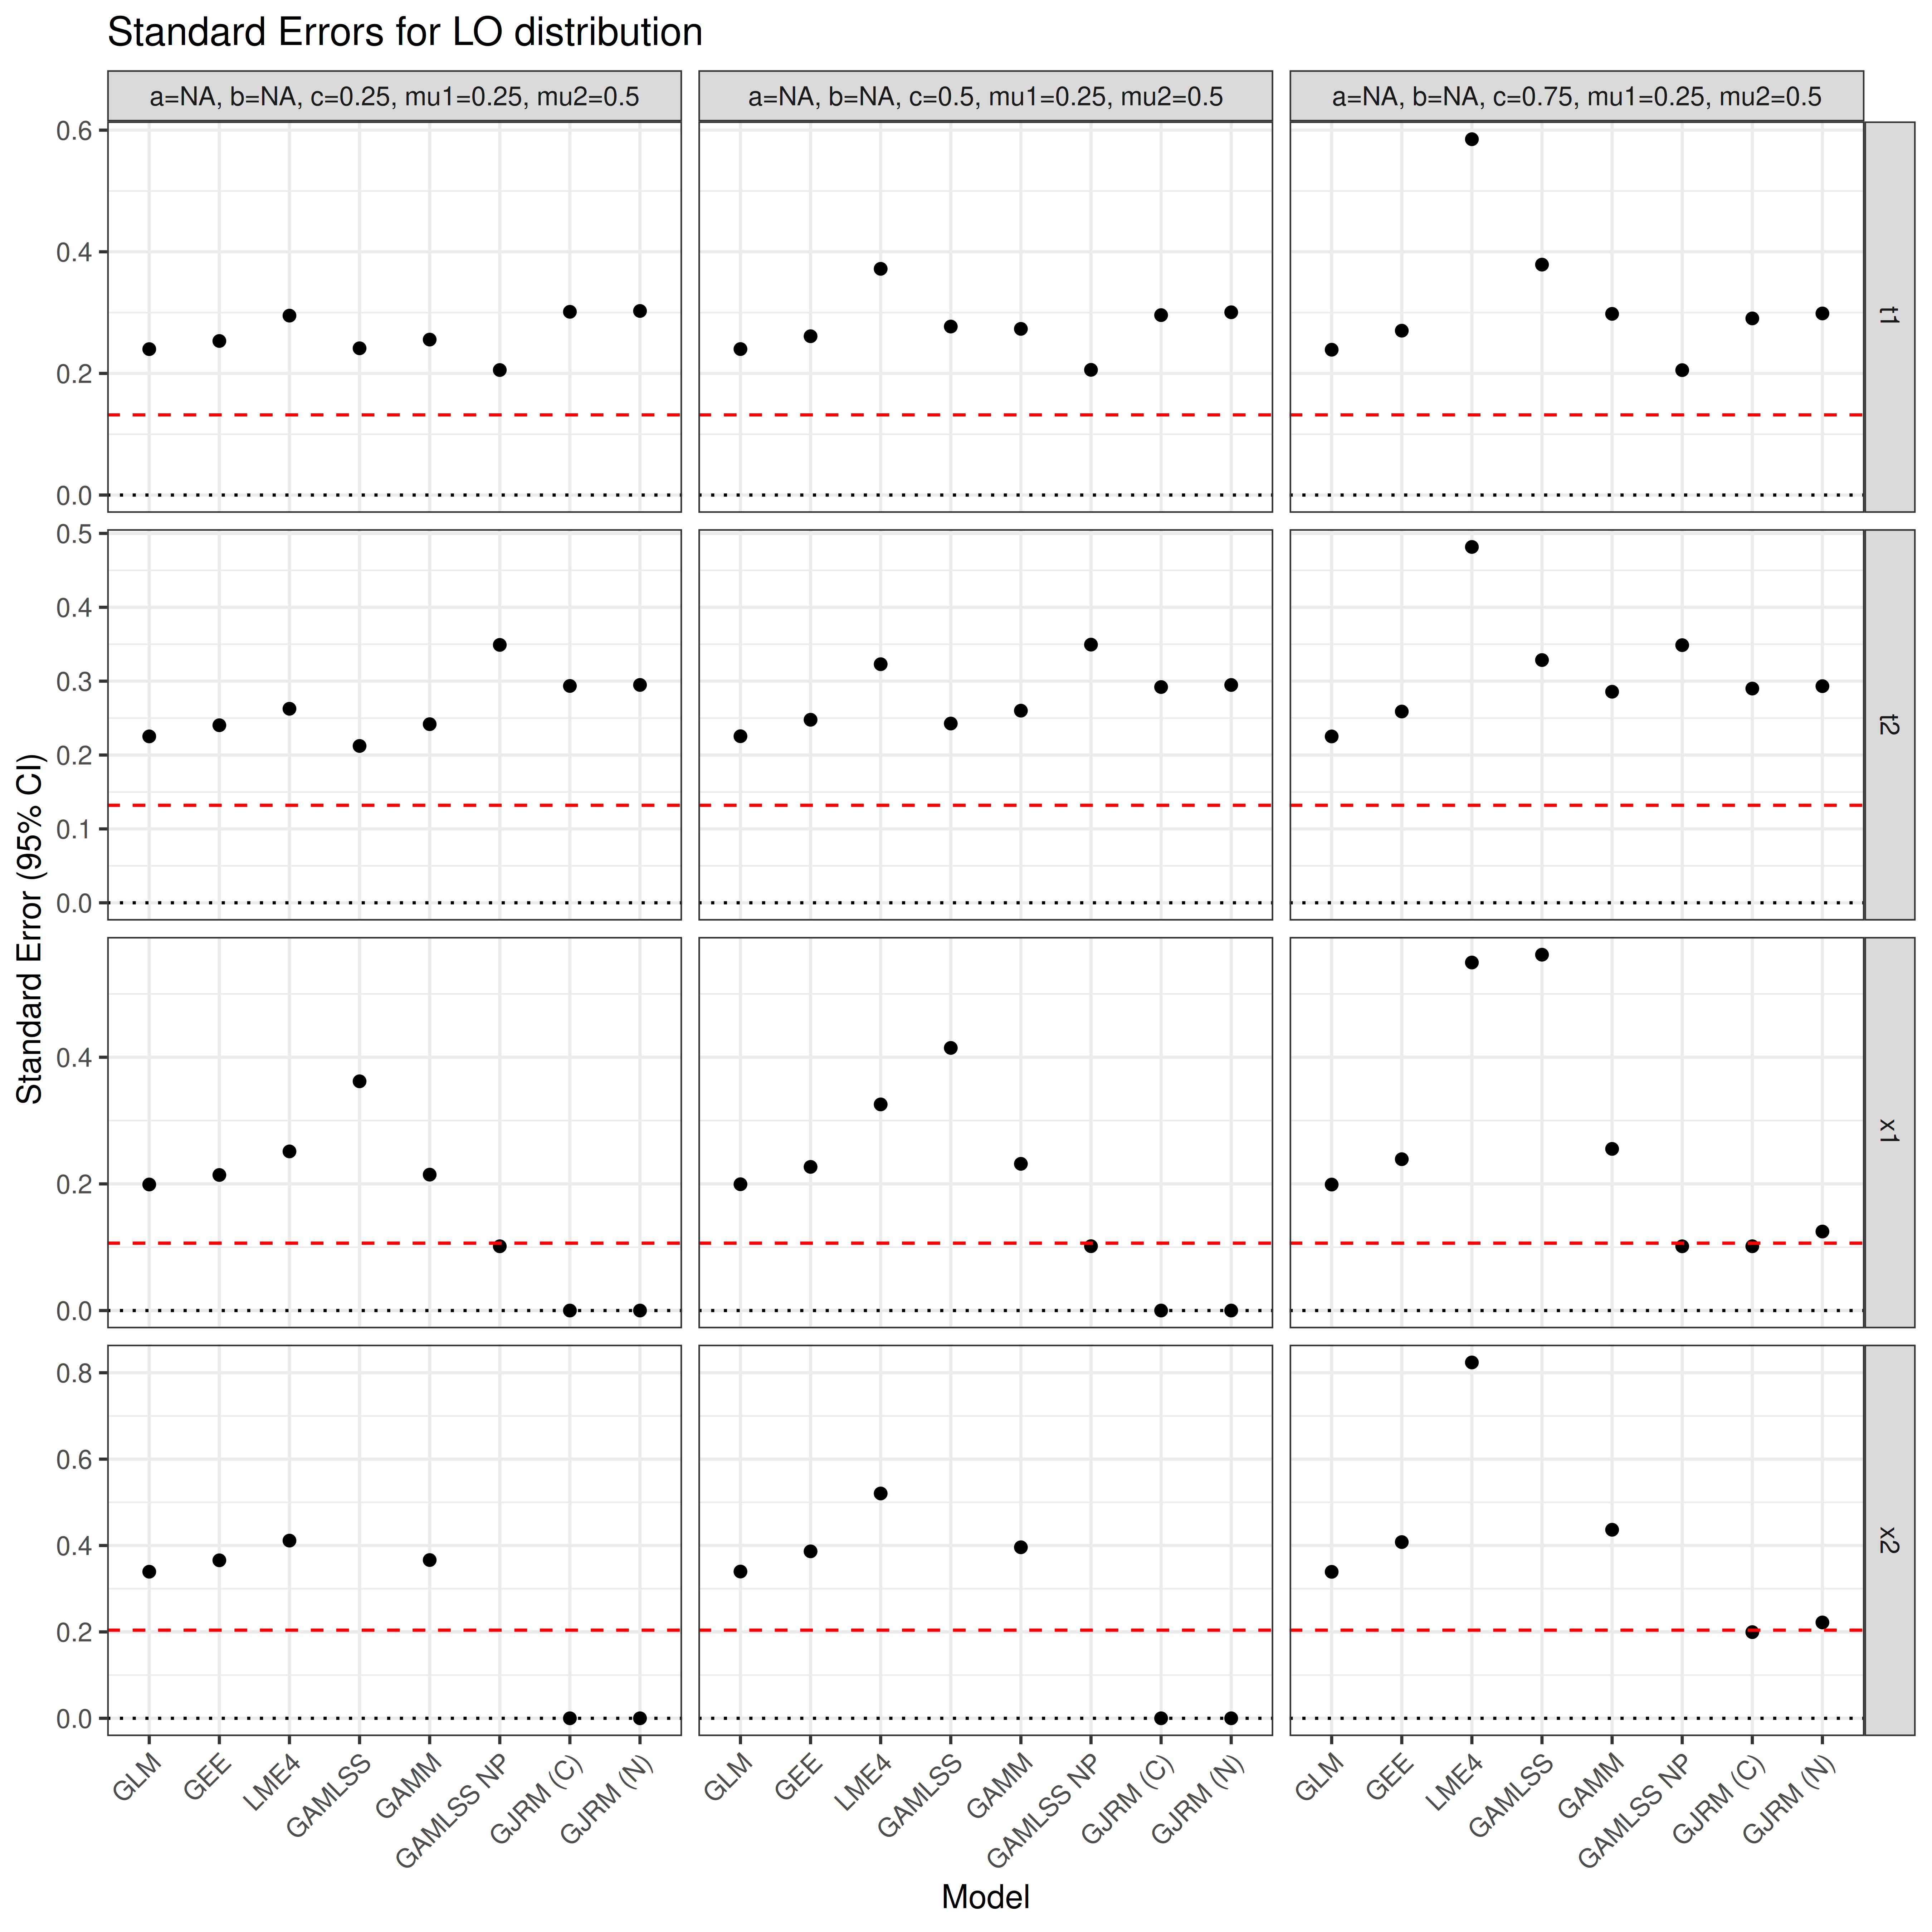 Standard Errors for LO distribution
a=NA, b=NA, c=0.25, mu1=0.25, mu2=0.5
a=NA, b=NA, c=0.5, mu1=0.25, mu2=0.5
a=NA, b=NA, c=0.75, mu1=0.25, mu2=0.5
0.6
0.4
0.2
0.0
t1
0.5
0.4
0.3
0.2
0.1
0.0
t2
0.4
0.2
0.0
x1
0.8
0.6
0.4
0.2
0.0
x2
Standard Error (95% CI)
GLM
GEE
LME4
GAMLSS
GAMM
GAMLSS NP
GJRM (C)
GJRM (N)
GLM
GEE
LME4
GAMLSS
GAMM
GAMLSS NP
GJRM (C)
GJRM (N)
GLM
GEE
LME4
GAMLSS
GAMM
GAMLSS NP
GJRM (C)
GJRM (N)
Model